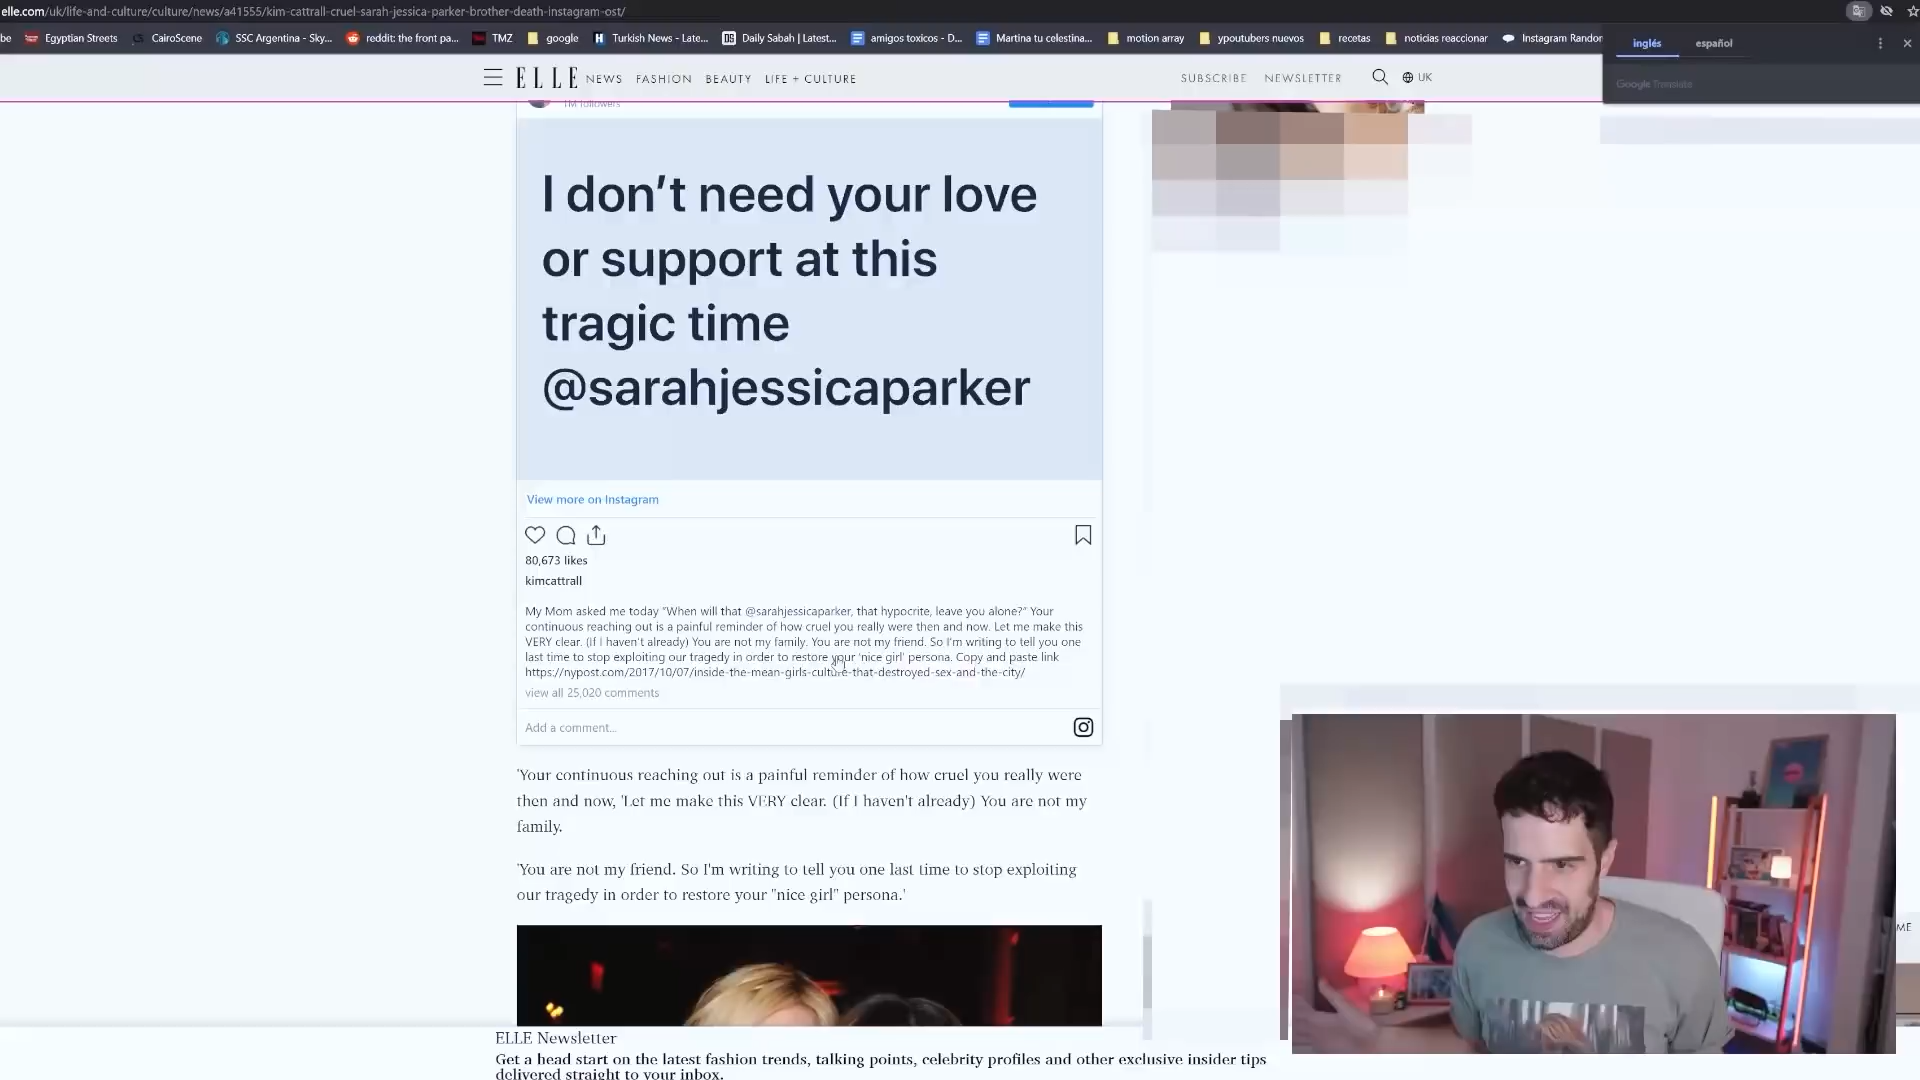 elle.com/uk/life-and-culture/culture/news/a41555/kim-cattrall-cruel-sarah-jessica-parker-brother-death-instagram-ost/
be Egyptian Streets CairoScene SSC Argentina - Sky... reddit: the front pa... TMZ google Turkish News - Late... Daily Sabah | Latest... amigos toxicos - D... Martina tu celestina... motion array ypoutubers nuevos recetas noticias reaccionar Instagram Random
inglés español
Google Translate
ELLE NEWS FASHION BEAUTY LIFE + CULTURE SUBSCRIBE NEWSLETTER UK
1M followers
I don’t need your love
or support at this
tragic time
@sarahjessicaparker
View more on Instagram
80,673 likes
kimcattrall
My Mom asked me today “When will that @sarahjessicaparker, that hypocrite, leave you alone?” Your
continuous reaching out is a painful reminder of how cruel you really were then and now. Let me make this
VERY clear. (If I haven’t already) You are not my family. You are not my friend. So I’m writing to tell you one
last time to stop exploiting our tragedy in order to restore your ‘nice girl’ persona. Copy and paste link
https://nypost.com/2017/10/07/inside-the-mean-girls-culture-that-destroyed-sex-and-the-city/
view all 25,020 comments
Add a comment...
'Your continuous reaching out is a painful reminder of how cruel you really were
then and now, 'Let me make this VERY clear. (If I haven't already) You are not my
family.
'You are not my friend. So I'm writing to tell you one last time to stop exploiting
our tragedy in order to restore your "nice girl" persona.'
ME
ELLE Newsletter
Get a head start on the latest fashion trends, talking points, celebrity profiles and other exclusive insider tips
delivered straight to your inbox.